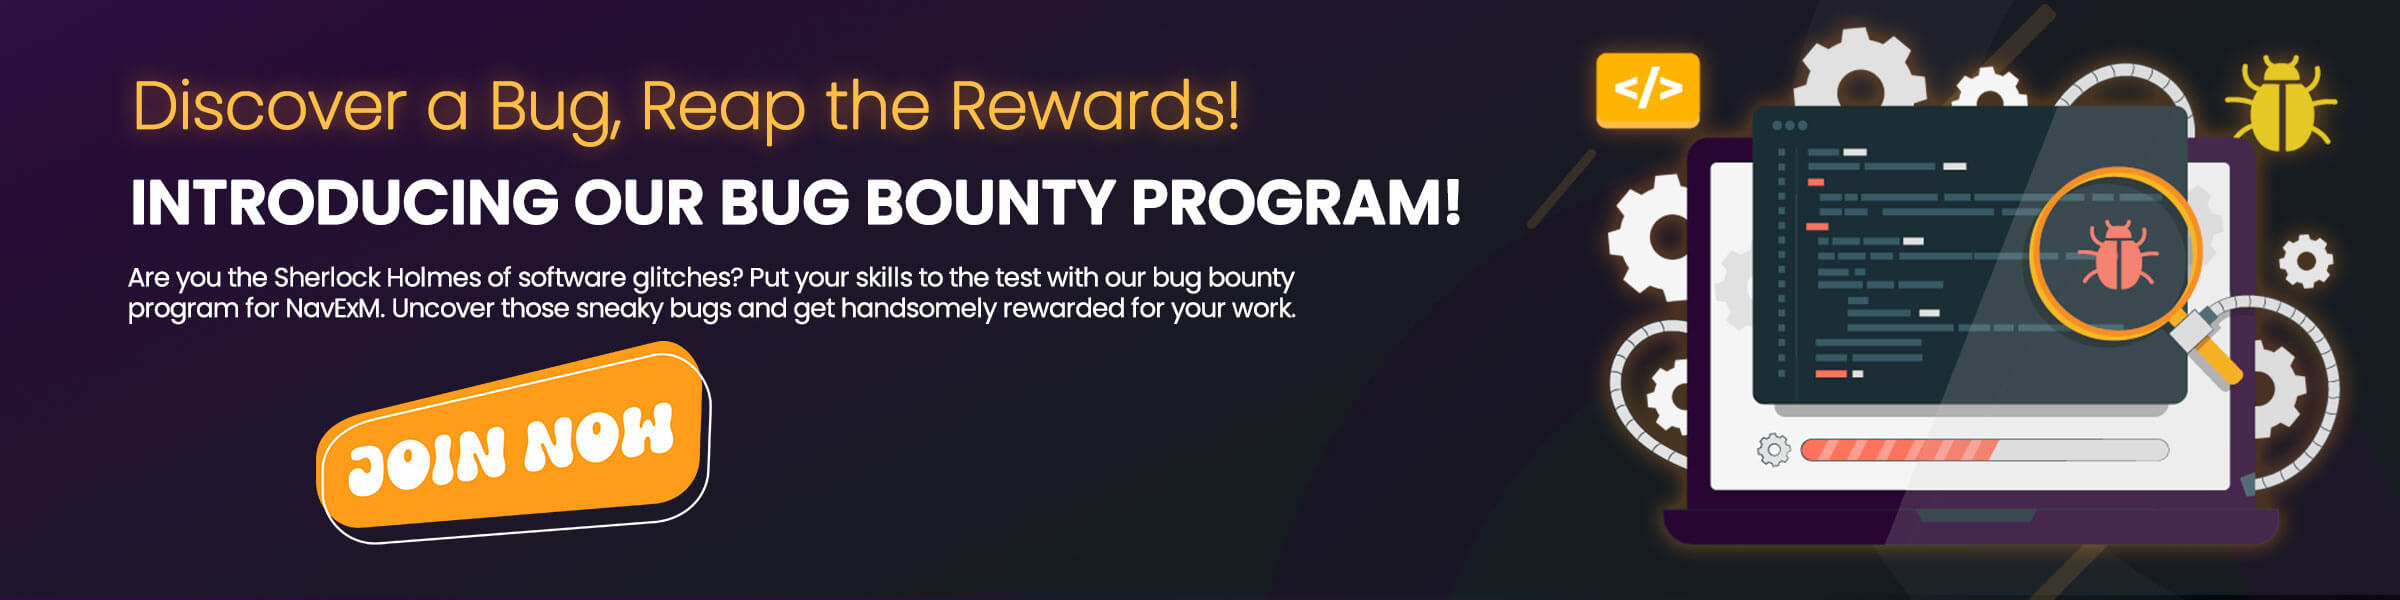 Discover a Bug, Reap the Rewards!
INTRODUCING OUR BUG BOUNTY PROGRAM!
Are you the Sherlock Holmes of software glitches? Put your skills to the test with our bug bounty
program for NavExM. Uncover those sneaky bugs and get handsomely rewarded for your work.
JOIN NOW
</>